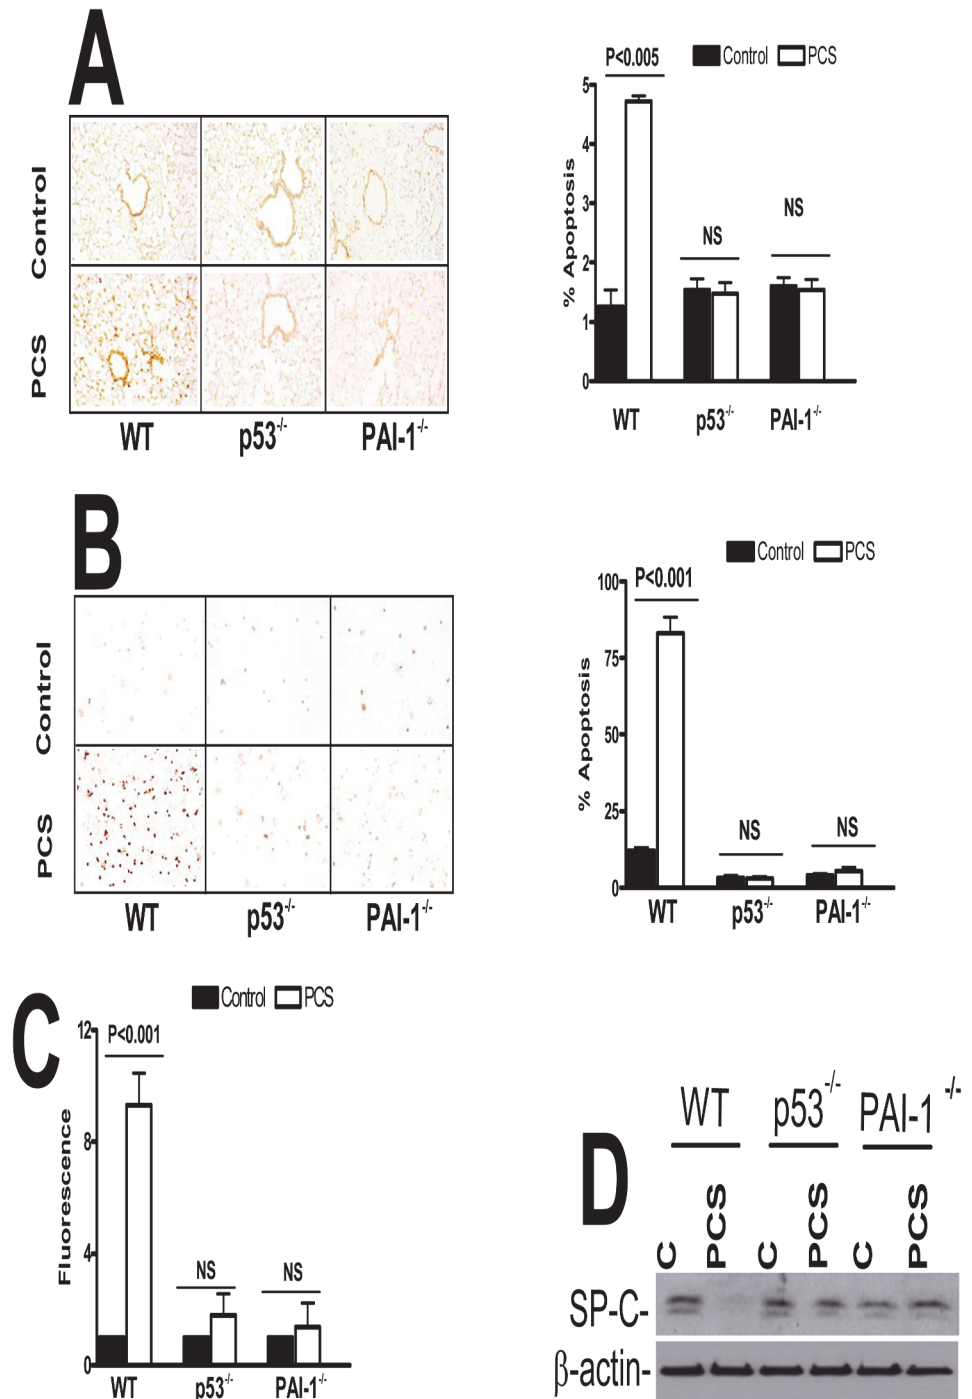 A
Control
PCS
WT p53-/- PAI-1-/-
P<0.005
Control PCS
% Apoptosis
5
4
3
2
1
0
NS
NS
WT p53-/- PAI-1-/-
B
Control
PCS
WT p53-/- PAI-1-/-
Control PCS
P<0.001
% Apoptosis
100
75
50
25
0
NS
NS
WT p53-/- PAI-1-/-
C
Control PCS
P<0.001
Fluorescence
12
8
4
0
NS
NS
WT p53-/- PAI-1-/-
D
WT p53-/- PAI-1 -/-
C PCS C PCS C PCS
SP-C-
β-actin-